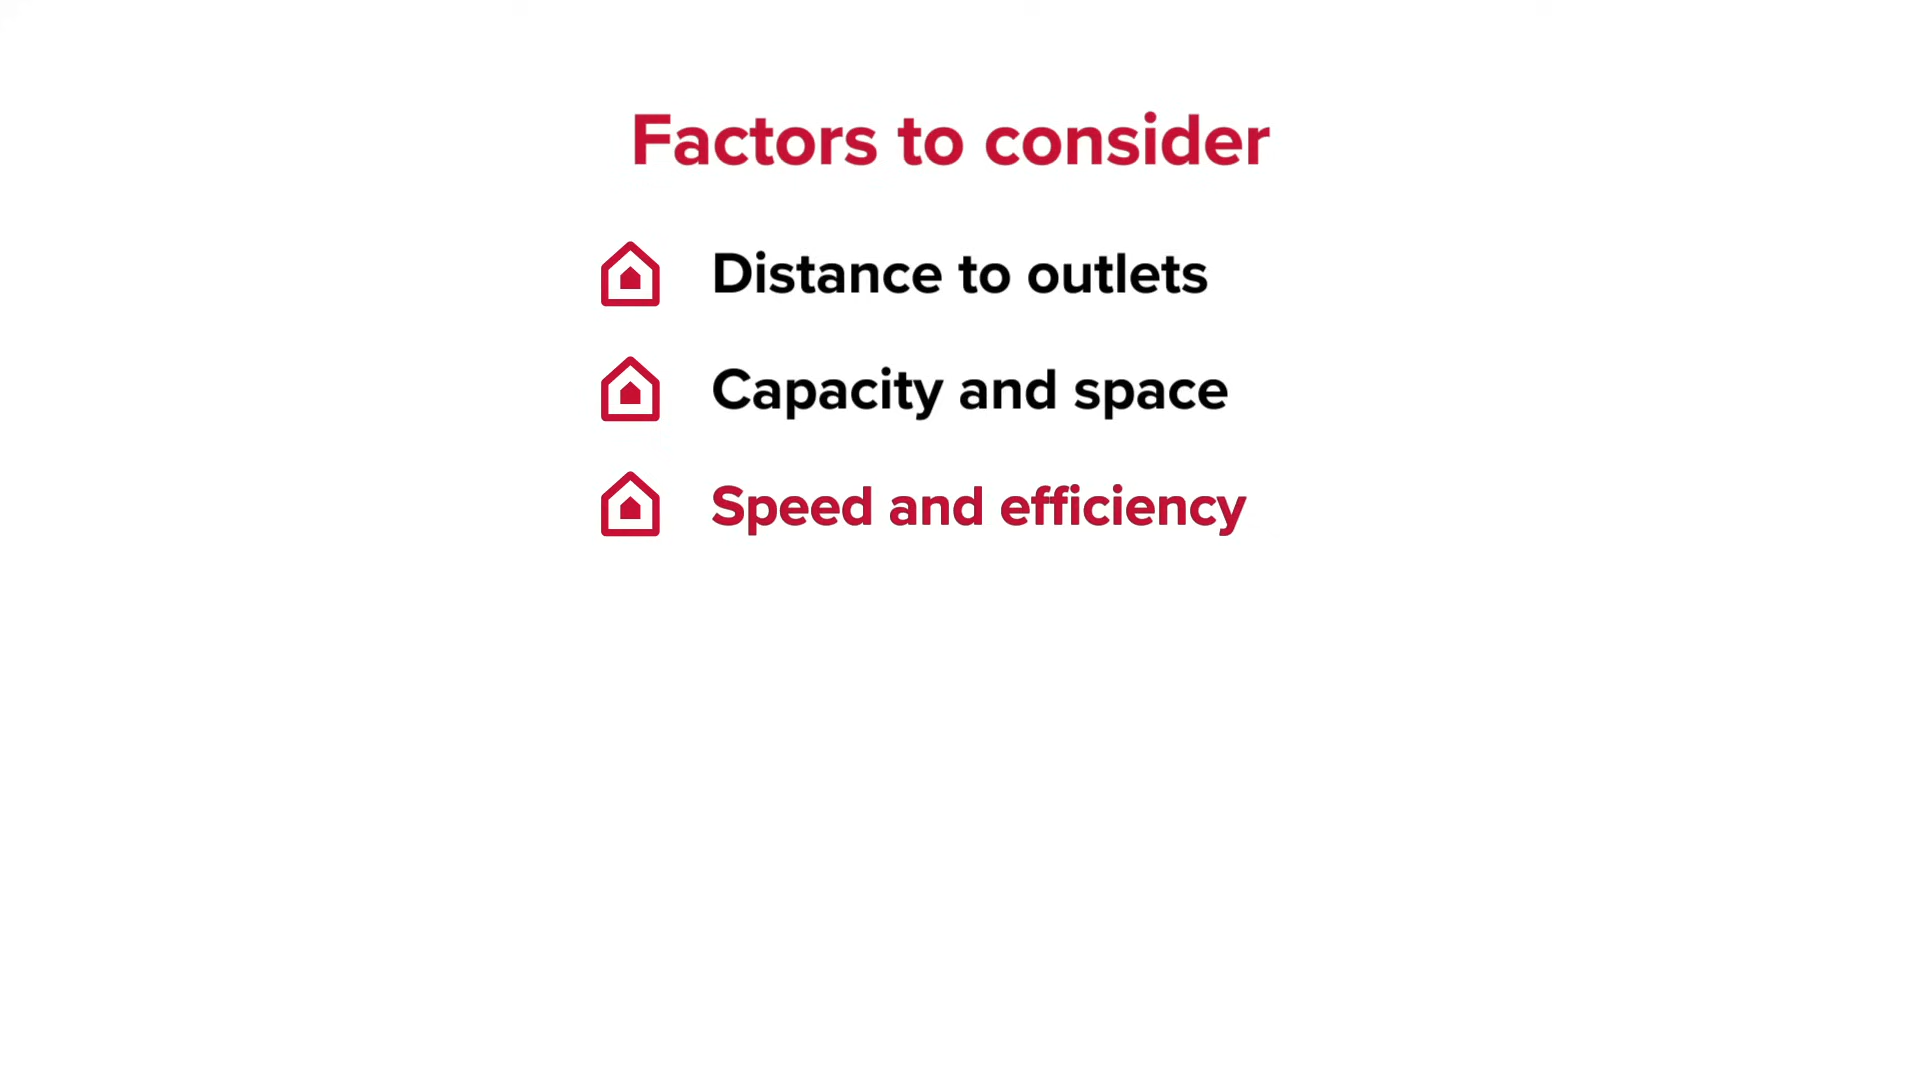 Factors to consider
Distance to outlets
Capacity and space
Speed and efficiency